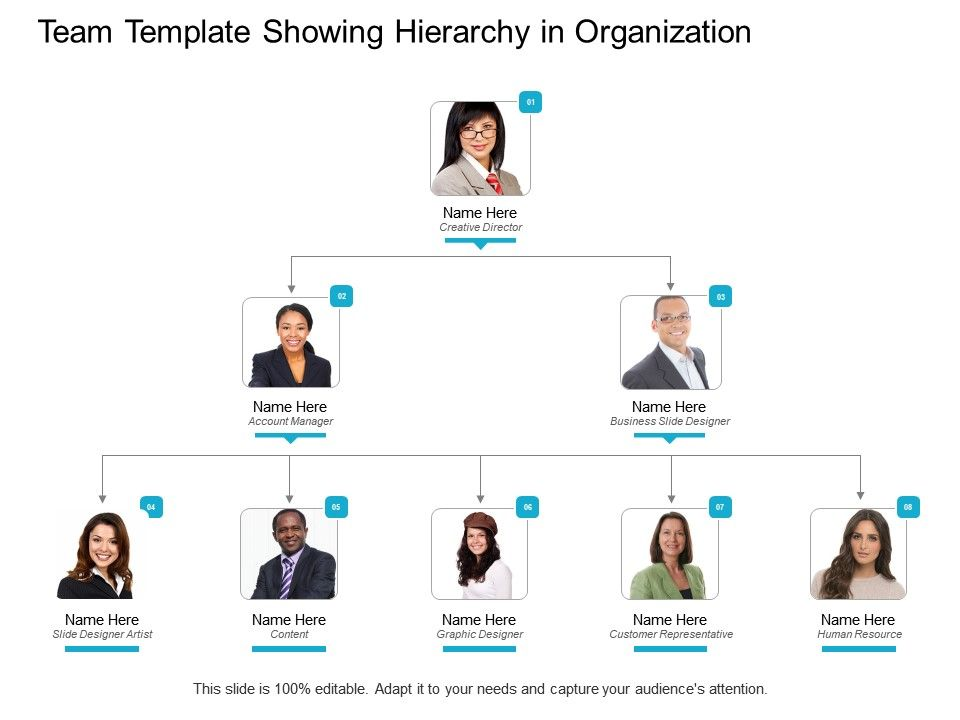 Team Template Showing Hierarchy in Organization
01
Name Here
Creative Director
02
03
Name Here
Name Here
Account Manager
Business Slide Designer
04
05
06
07
08
Name Here
Name Here
Name Here
Name Here
Name Here
Slide Designer Artist
Content
Graphic Designer
Customer Representative
Human Resource
This slide is 100% editable. Adapt it to your needs and capture your audience's attention.